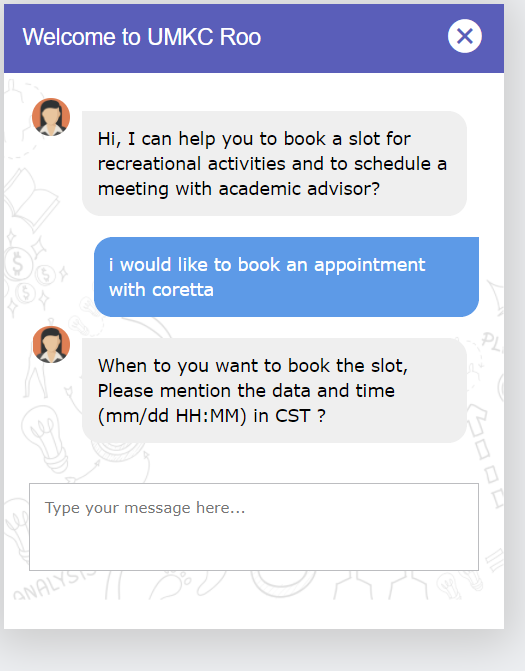 Welcome to UMKC Roo
Hi, I can help you to book a slot for
recreational activities and to schedule a
meeting with academic advisor?
i would like to book an appointment
with coretta
When to you want to book the slot,
Please mention the data and time
(mm/dd HH:MM) in CST ?
Type your message here...
ANALYSIS